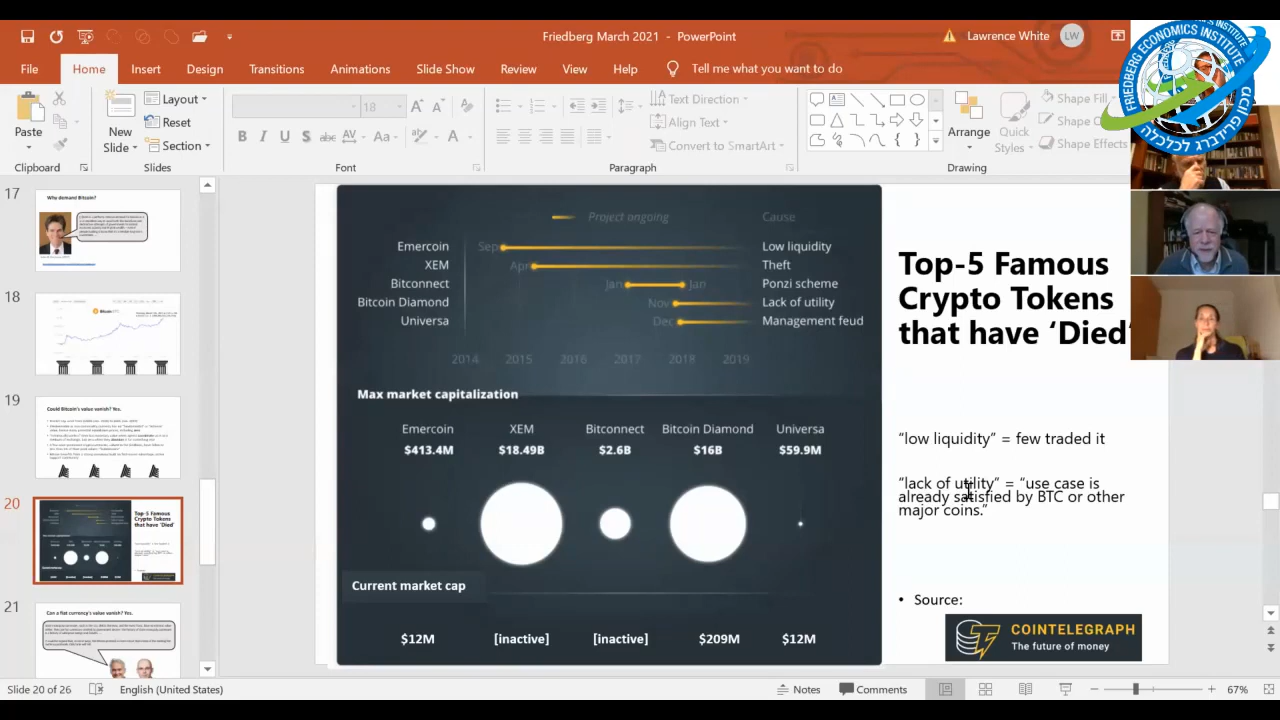 Friedberg March 2021 - PowerPoint
Lawrence White LW
File Home Insert Design Transitions Animations Slide Show Review View Help Tell me what you want to do
Paste
New
Slide
Layout
Reset
Section
18
B I U S abc AV Aa A
Text Direction
Align Text
Convert to SmartArt
Arrange
Quick
Styles
Shape Fill
Shape Effects
Clipboard Slides Font Paragraph Drawing
FRIEDBERG ECONOMICS INSTITUTE
17
Why demand Bitcoin?
18
Bitcoin
19
Could Bitcoin's value vanish? Yes.
20
21
Can a fiat currency's value vanish? Yes.
Project ongoing Cause
Emercoin Sep Low liquidity
XEM Apr Theft
Bitconnect Jan Jan Ponzi scheme
Bitcoin Diamond Nov Lack of utility
Universa Dec Management feud
2014 2015 2016 2017 2018 2019
Max market capitalization
Emercoin XEM Bitconnect Bitcoin Diamond Universa
$413.4M $18.49B $2.6B $16B $59.9M
Current market cap
$12M [inactive] [inactive] $209M $12M
Top-5 Famous
Crypto Tokens
that have ‘Died’
“low liquidity” = few traded it
“lack of utility” = “use case is
already satisfied by BTC or other
major coins.”
• Source:
COINTELEGRAPH
The future of money
Slide 20 of 26 English (United States) Notes Comments 67%